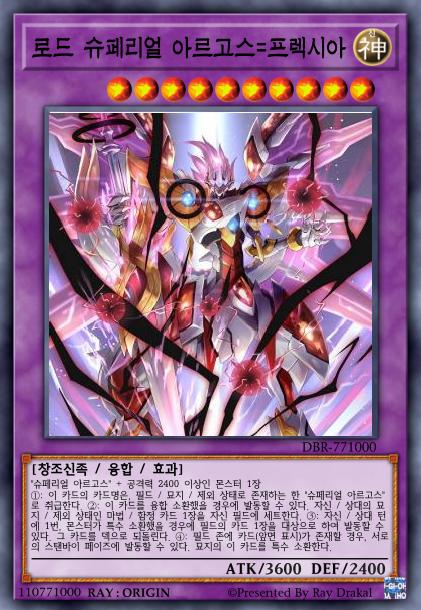 로드 슈페리얼 아르고스=프렉시아
神
DBR-771000
[창조신족 / 융합 / 효과]
"슈페리얼 아르고스" + 공격력 2400 이상인 몬스터 1장
①: 이 카드의 카드명은, 필드 / 묘지 / 제외 상태로 존재하는 한 "슈페리얼 아르고스"
로 취급한다. ②: 이 카드를 융합 소환했을 경우에 발동할 수 있다. 자신 / 상대의 묘
지 / 제외 상태인 마법 / 함정 카드 1장을 자신 필드에 세트한다. ③: 자신 / 상대 턴
에 1번, 몬스터가 특수 소환했을 경우에 필드의 카드 1장을 대상으로 하여 발동할 수
있다. 그 카드를 덱으로 되돌린다. ④: 필드 존에 카드(앞면 표시)가 존재할 경우, 서로
의 스탠바이 페이즈에 발동할 수 있다. 묘지의 이 카드를 특수 소환한다.
ATK/3600 DEF/2400
110771000 RAY : ORIGIN ©Presented By Ray Drakal